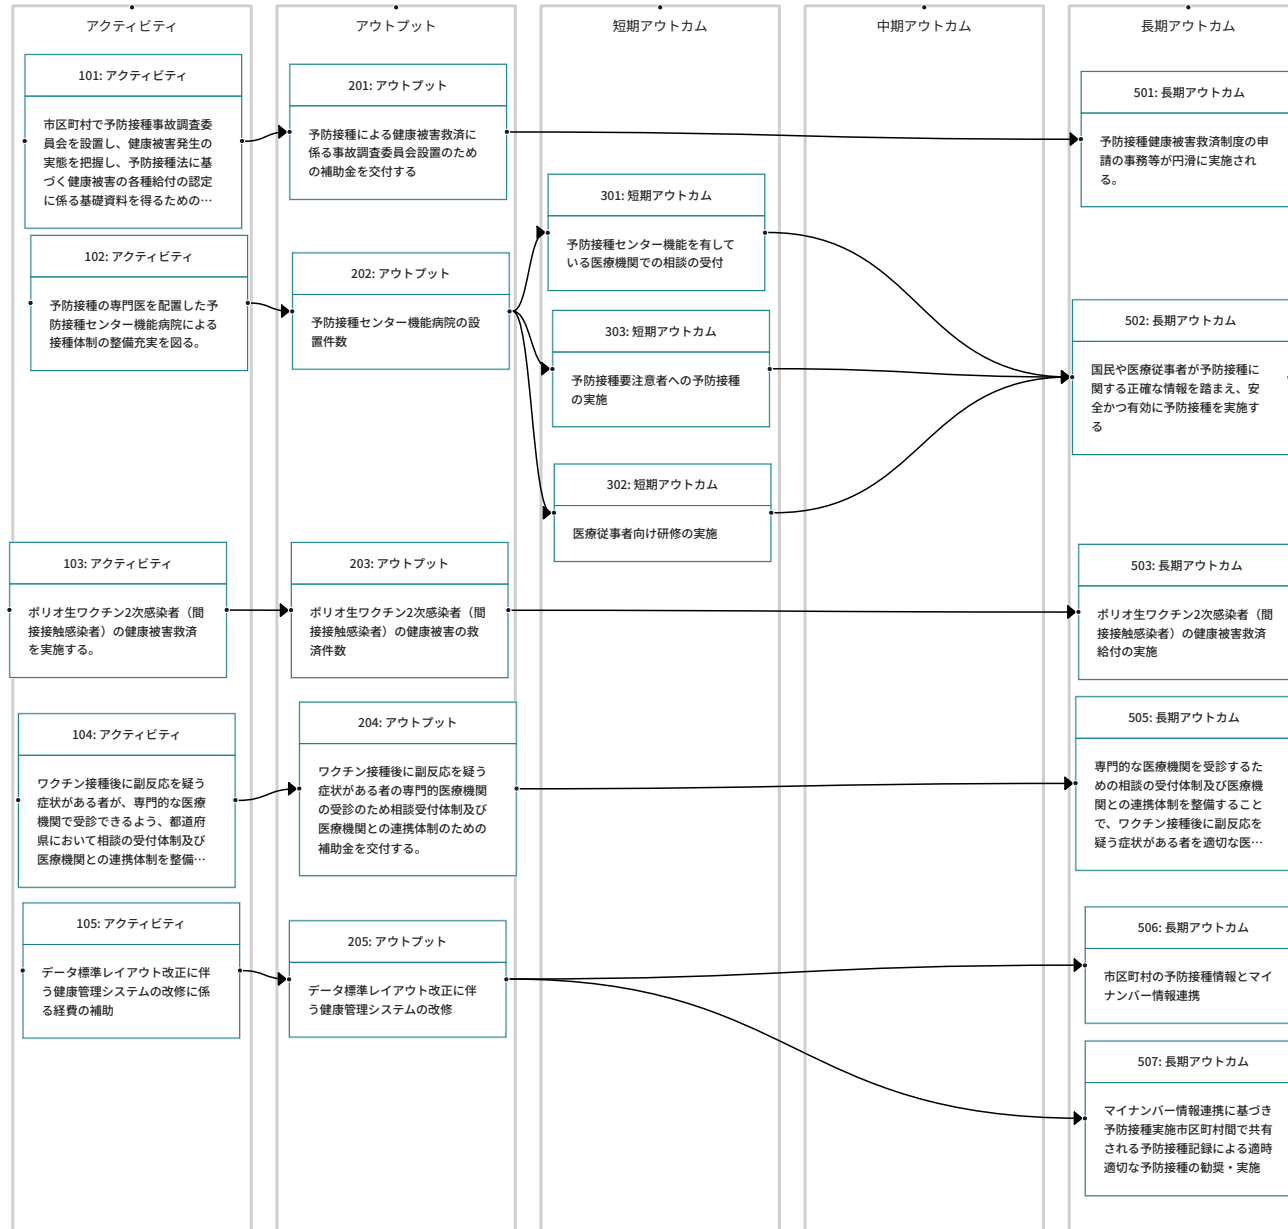 アクティビティ
アウトプット
短期アウトカム
中期アウトカム
長期アウトカム
101: アクティビティ
市区町村で予防接種事故調査委
員会を設置し、健康被害発生の
実態を把握し、予防接種法に基
づく健康被害の各種給付の認定
に係る基礎資料を得るための…
201: アウトプット
予防接種による健康被害救済に
係る事故調査委員会設置のため
の補助金を交付する
501: 長期アウトカム
予防接種健康被害救済制度の申
請の事務等が円滑に実施され
る。
102: アクティビティ
予防接種の専門医を配置した予
防接種センター機能病院による
接種体制の整備充実を図る。
202: アウトプット
予防接種センター機能病院の設
置件数
301: 短期アウトカム
予防接種センター機能を有して
いる医療機関での相談の受付
303: 短期アウトカム
予防接種要注意者への予防接種
の実施
302: 短期アウトカム
医療従事者向け研修の実施
502: 長期アウトカム
国民や医療従事者が予防接種に
関する正確な情報を踏まえ、安
全かつ有効に予防接種を実施す
る
103: アクティビティ
ポリオ生ワクチン2次感染者（間
接接触感染者）の健康被害救済
を実施する。
203: アウトプット
ポリオ生ワクチン2次感染者（間
接接触感染者）の健康被害の救
済件数
503: 長期アウトカム
ポリオ生ワクチン2次感染者（間
接接触感染者）の健康被害救済
給付の実施
104: アクティビティ
ワクチン接種後に副反応を疑う
症状がある者が、専門的な医療
機関で受診できるよう、都道府
県において相談の受付体制及び
医療機関との連携体制を整備…
204: アウトプット
ワクチン接種後に副反応を疑う
症状がある者の専門的医療機関
の受診のため相談受付体制及び
医療機関との連携体制のための
補助金を交付する。
505: 長期アウトカム
専門的な医療機関を受診するた
めの相談の受付体制及び医療機
関との連携体制を整備すること
で、ワクチン接種後に副反応を
疑う症状がある者を適切な医…
105: アクティビティ
データ標準レイアウト改正に伴
う健康管理システムの改修に係
る経費の補助
205: アウトプット
データ標準レイアウト改正に伴
う健康管理システムの改修
506: 長期アウトカム
市区町村の予防接種情報とマイ
ナンバー情報連携
507: 長期アウトカム
マイナンバー情報連携に基づき
予防接種実施市区町村間で共有
される予防接種記録による適時
適切な予防接種の勧奨・実施